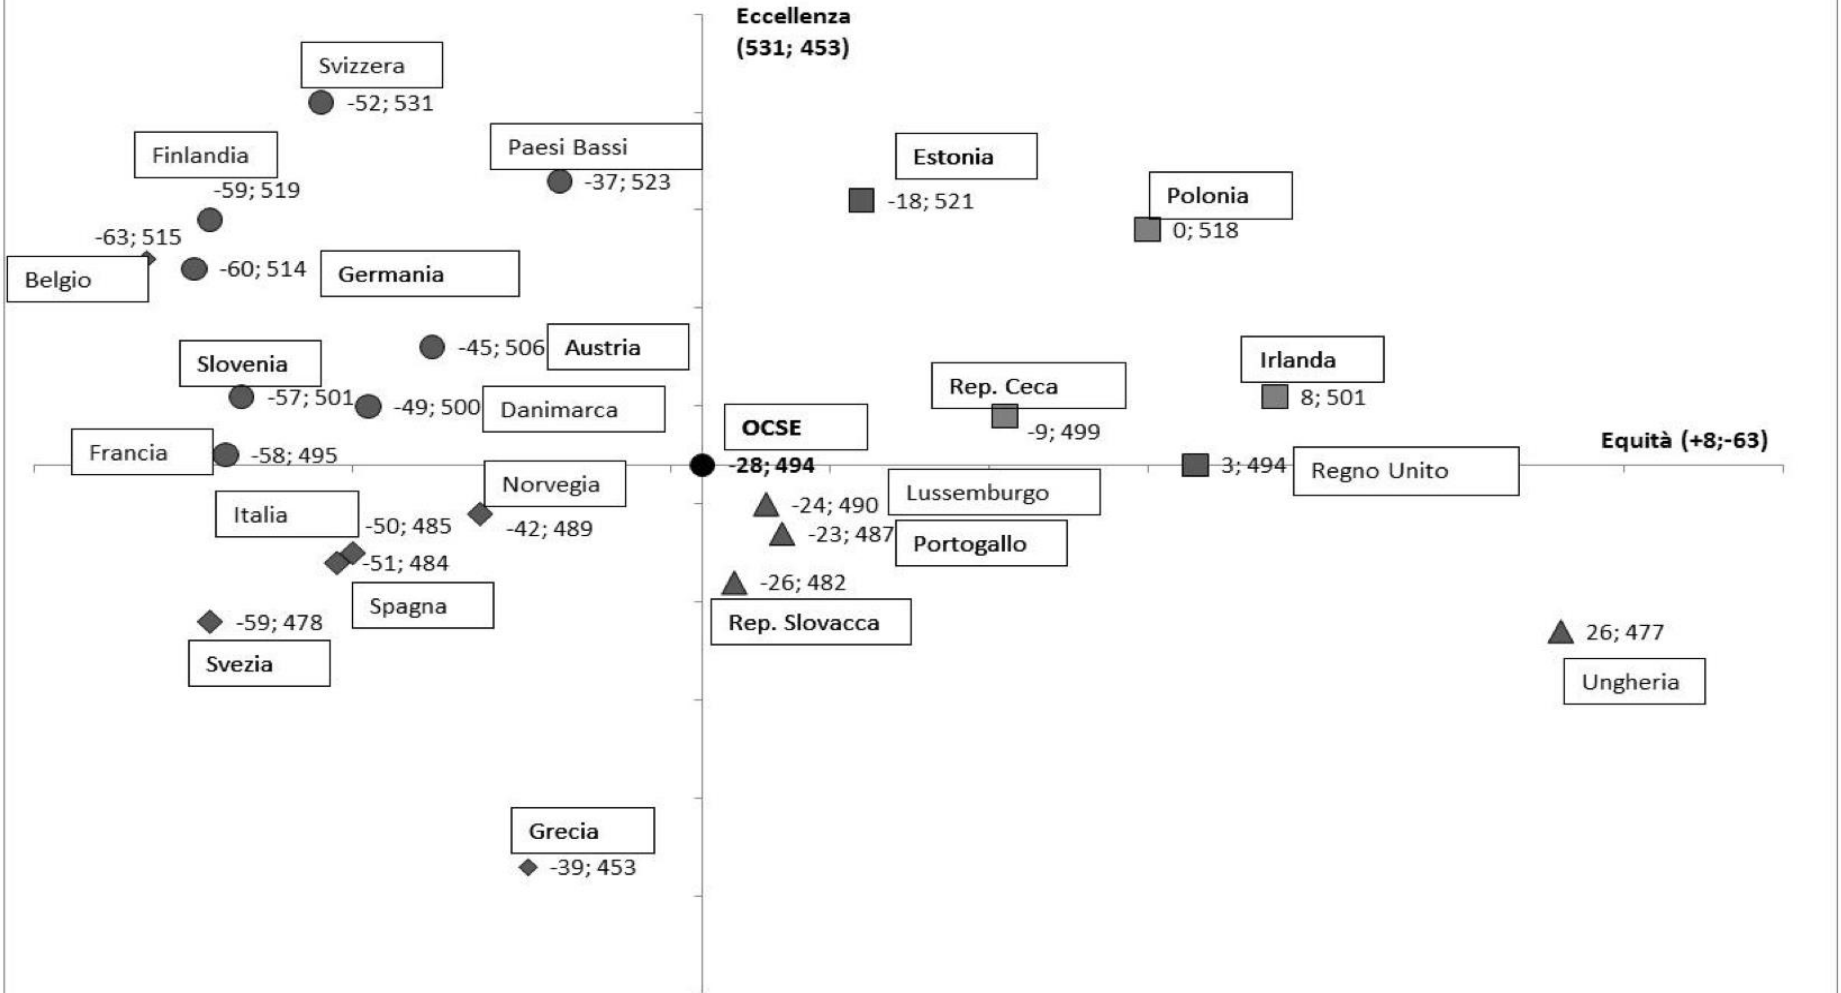 Eccellenza
(531; 453)
Svizzera
-52; 531
Finlandia
-59; 519
Paesi Bassi
-37; 523
Estonia
-18; 521
Polonia
0; 518
-63; 515
Belgio
-60; 514
Germania
Slovenia
-57; 501
-45; 506
Austria
-49; 500
Danimarca
Rep. Ceca
-9; 499
Irlanda
8; 501
OCSE
-28; 494
Francia
-58; 495
Equità (+8;-63)
3; 494
Regno Unito
Norvegia
-42; 489
Italia
-50; 485
-51; 484
Spagna
-24; 490
Lussemburgo
-23; 487
Portogallo
-26; 482
Rep. Slovacca
-59; 478
Svezia
26; 477
Ungheria
Grecia
-39; 453